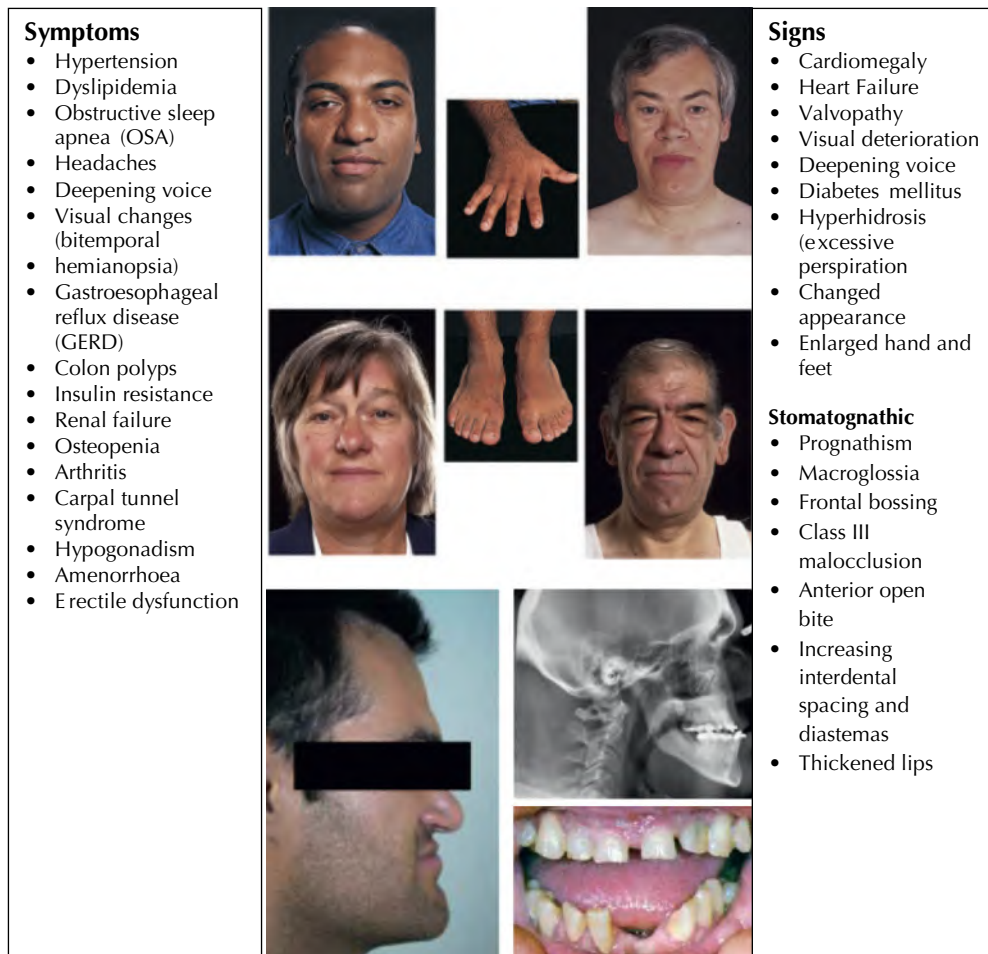 Symptoms
• Hypertension
• Dyslipidemia
• Obstructive sleep
apnea (OSA)
• Headaches
• Deepening voice
• Visual changes
(bitemporal
• hemianopsia)
• Gastroesophageal
reflux disease
(GERD)
• Colon polyps
• Insulin resistance
• Renal failure
• Osteopenia
• Arthritis
• Carpal tunnel
syndrome
• Hypogonadism
• Amenorrhoea
• Erectile dysfunction
Signs
• Cardiomegaly
• Heart Failure
• Valvopathy
• Visual deterioration
• Deepening voice
• Diabetes mellitus
• Hyperhidrosis
(excessive
perspiration
• Changed
appearance
• Enlarged hand and
feet
Stomatognathic
• Prognathism
• Macroglossia
• Frontal bossing
• Class III
malocclusion
• Anterior open
bite
• Increasing
interdental
spacing and
diastemas
• Thickened lips